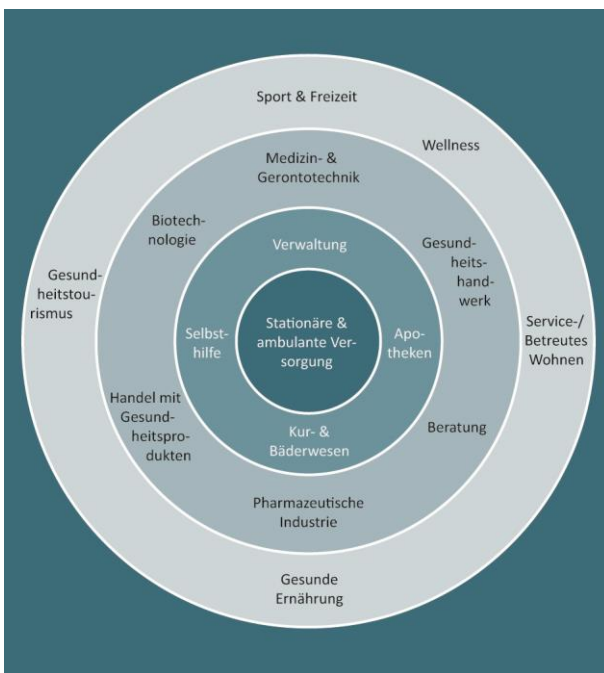 Sport & Freizeit
Wellness
Medizin- &
Gerontotechnik
Biotech-
nologie
Verwaltung
Gesund-
heits-
hand-
werk
Gesund-
heitstou-
rismus
Selbst-
hilfe
Stationäre &
ambulante Ver-
sorgung
Apo-
theken
Service-/
Betreutes
Wohnen
Handel mit
Gesund-
heitspro-
dukten
Kur- &
Bäderwesen
Beratung
Pharmazeutische
Industrie
Gesunde
Ernährung